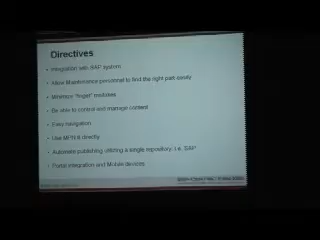 Directives
• Integration with SAP system
• Allow Maintenance personnel to find the right part easily
• Minimize "finger" mistakes
• Be able to control and manage content
• Easy navigation
• Use MPN # directly
• Automate publishing utilizing a single repository, i.e. SAP
• Portal integration and Mobile devices